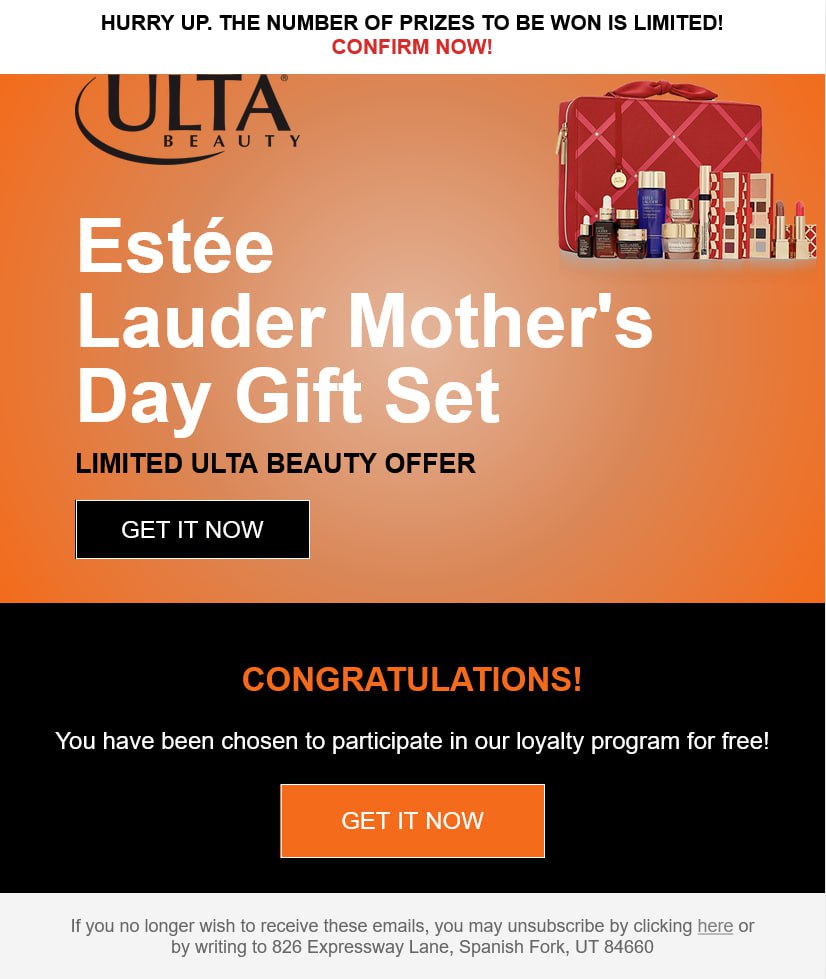 HURRY UP. THE NUMBER OF PRIZES TO BE WON IS LIMITED!
CONFIRM NOW!
ULTA®
BEAUTY
Estée
Lauder Mother's
Day Gift Set
LIMITED ULTA BEAUTY OFFER
GET IT NOW
CONGRATULATIONS!
You have been chosen to participate in our loyalty program for free!
GET IT NOW
If you no longer wish to receive these emails, you may unsubscribe by clicking here or
by writing to 826 Expressway Lane, Spanish Fork, UT 84660